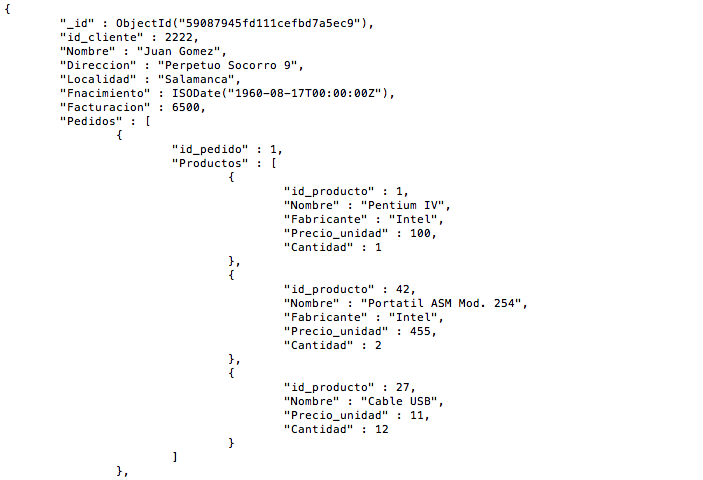 {
"_id" : ObjectId("59087945fd111cefbd7a5ec9"),
"id_cliente" : 2222,
"Nombre" : "Juan Gomez",
"Direccion" : "Perpetuo Socorro 9",
"Localidad" : "Salamanca",
"Fnacimiento" : ISODate("1960-08-17T00:00:00Z"),
"Facturacion" : 6500,
"Pedidos" : [
{
"id_pedido" : 1,
"Productos" : [
{
"id_producto" : 1,
"Nombre" : "Pentium IV",
"Fabricante" : "Intel",
"Precio_unidad" : 100,
"Cantidad" : 1
},
{
"id_producto" : 42,
"Nombre" : "Portatil ASM Mod. 254",
"Fabricante" : "Intel",
"Precio_unidad" : 455,
"Cantidad" : 2
},
{
"id_producto" : 27,
"Nombre" : "Cable USB",
"Precio_unidad" : 11,
"Cantidad" : 12
}
]
},